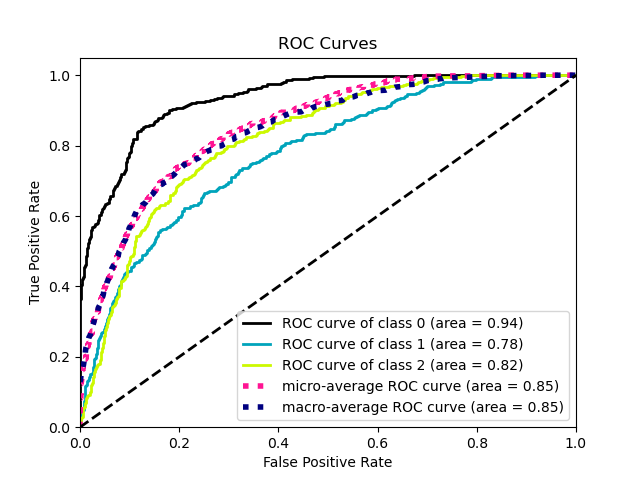 ROC Curves
True Positive Rate
1.0
0.8
0.6
0.4
0.2
0.0
ROC curve of class 0 (area = 0.94)
ROC curve of class 1 (area = 0.78)
ROC curve of class 2 (area = 0.82)
micro-average ROC curve (area = 0.85)
macro-average ROC curve (area = 0.85)
0.0 0.2 0.4 0.6 0.8 1.0
False Positive Rate